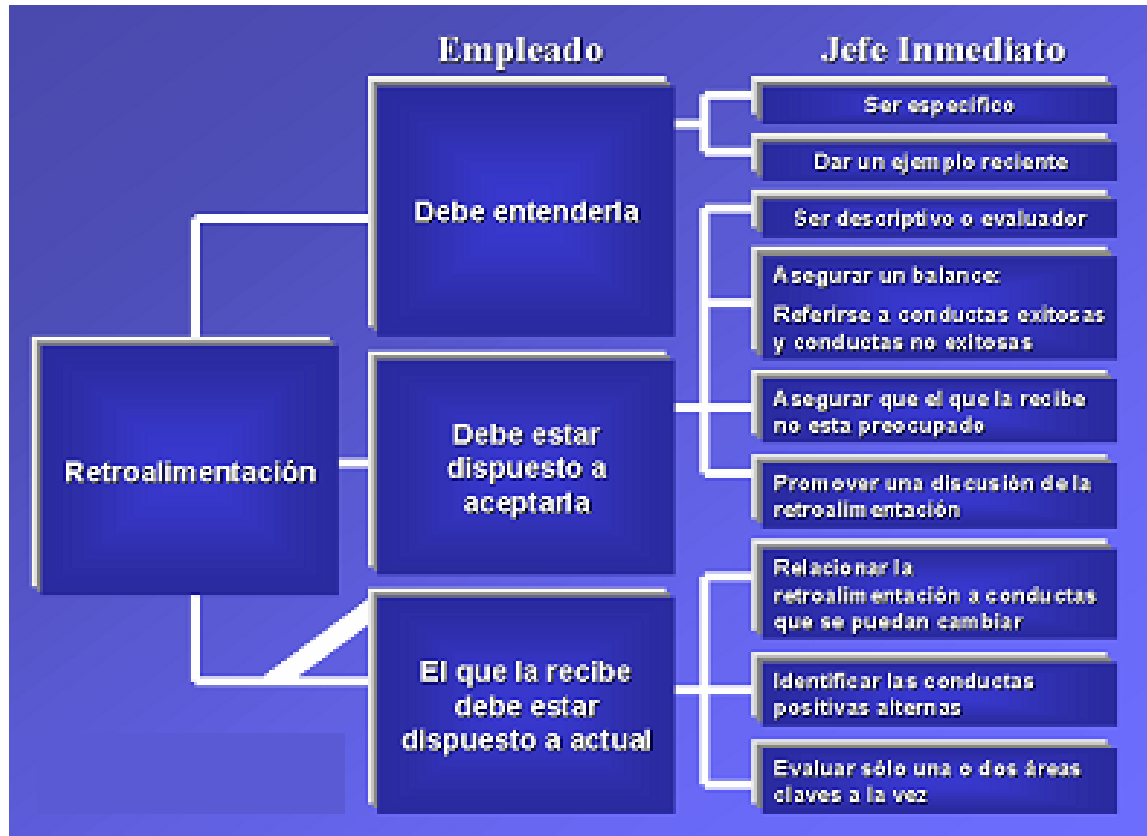 Empleado
Jefe Inmediato
Retroalimentación
Debe entenderla
Ser específico
Dar un ejemplo reciente
Debe estar
dispuesto a
aceptarla
Ser descriptivo o evaluador
Asegurar un balance:
Referirse a conductas exitosas
y conductas no exitosas
Asegurar que el que la recibe
no esta preocupado
Promover una discusión de la
retroalimentación
El que la recibe
debe estar
dispuesto a actual
Relacionar la
retroalimentación a conductas
que se puedan cambiar
Identificar las conductas
positivas alternas
Evaluar sólo una o dos áreas
claves a la vez